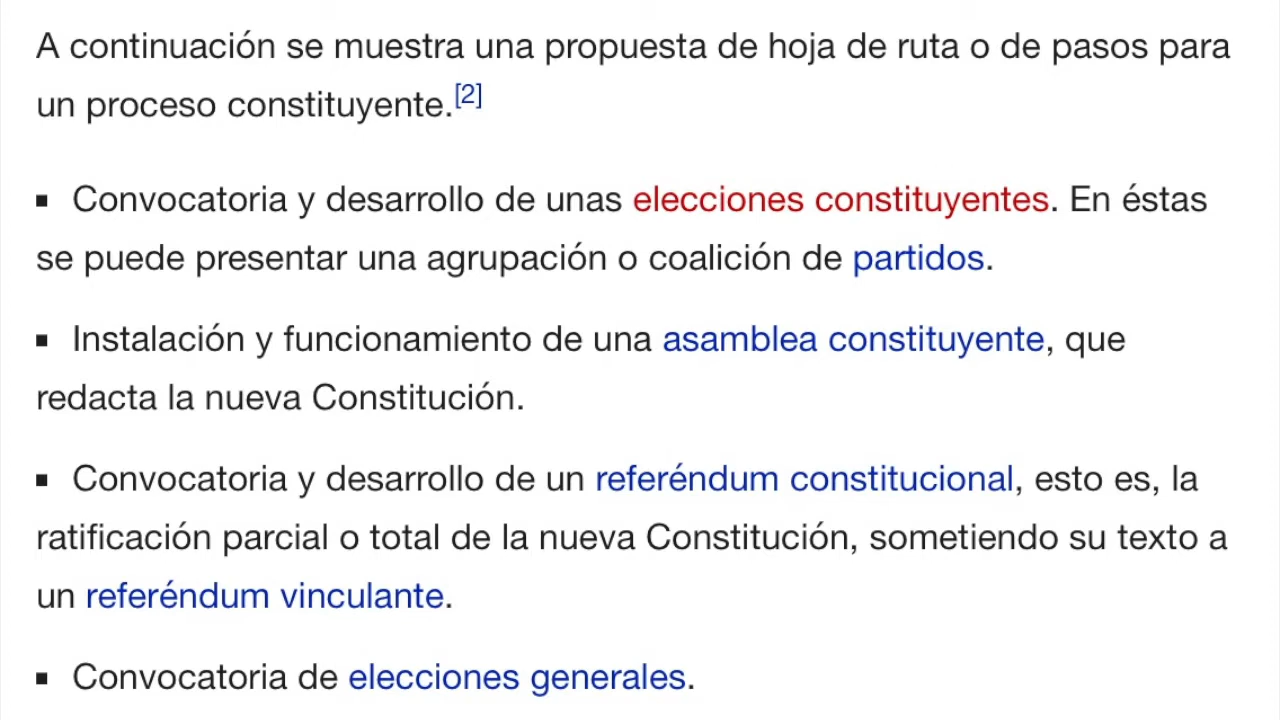 A continuación se muestra una propuesta de hoja de ruta o de pasos para
un proceso constituyente.[2]
▪ Convocatoria y desarrollo de unas elecciones constituyentes. En éstas
se puede presentar una agrupación o coalición de partidos.
▪ Instalación y funcionamiento de una asamblea constituyente, que
redacta la nueva Constitución.
▪ Convocatoria y desarrollo de un referéndum constitucional, esto es, la
ratificación parcial o total de la nueva Constitución, sometiendo su texto a
un referéndum vinculante.
▪ Convocatoria de elecciones generales.